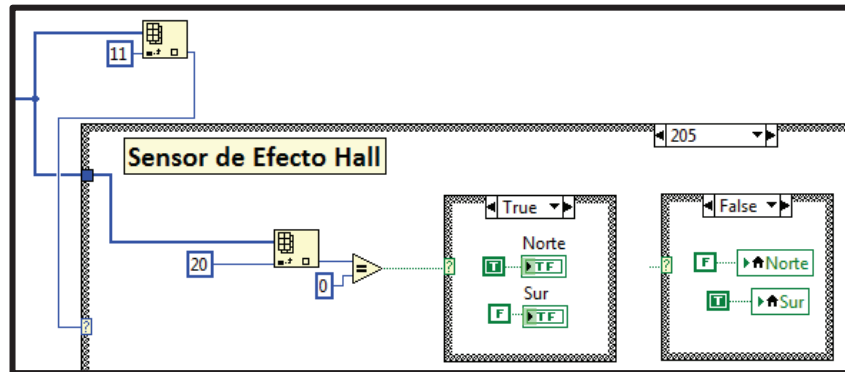 11
205
Sensor de Efecto Hall
True
False
Norte
T
TF
F
Norte
20
0
=
?
?
Sur
F
TF
T
Sur
?